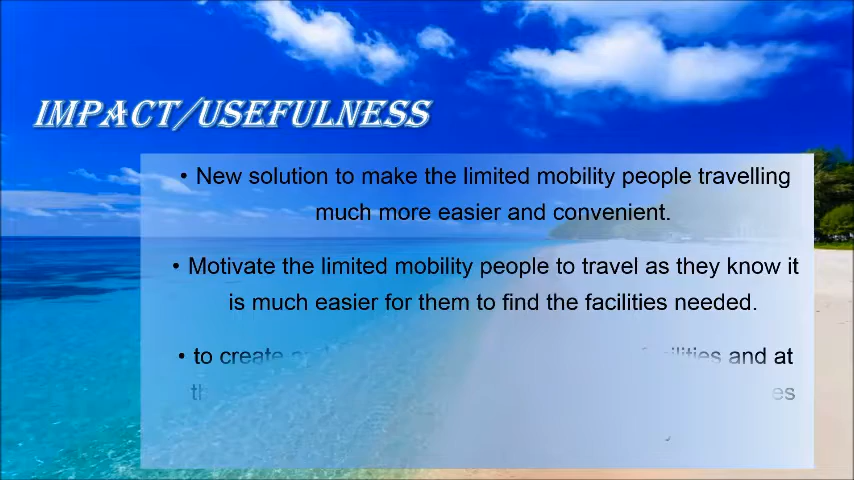 IMPACT/USEFULNESS
• New solution to make the limited mobility people travelling
much more easier and convenient.
• Motivate the limited mobility people to travel as they know it
is much easier for them to find the facilities needed.
• to create and at